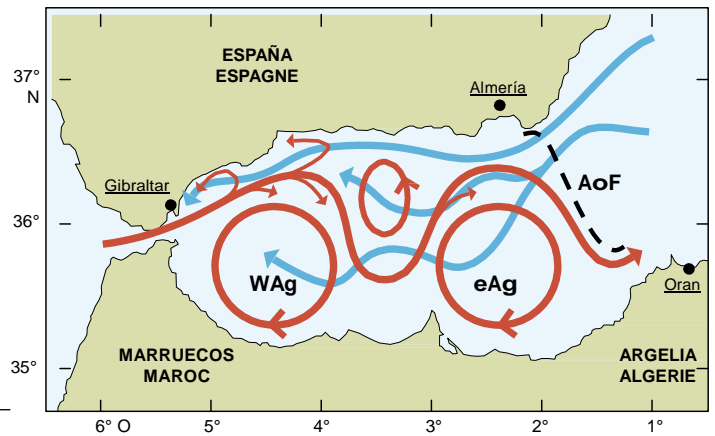 ESPAÑA
ESPAGNE
37°
N
Almería
Gibraltar
AoF
36°
WAg
eAg
Oran
35°
MARRUECOS
MAROC
ARGELIA
ALGERIE
6° O
5°
4°
3°
2°
1°